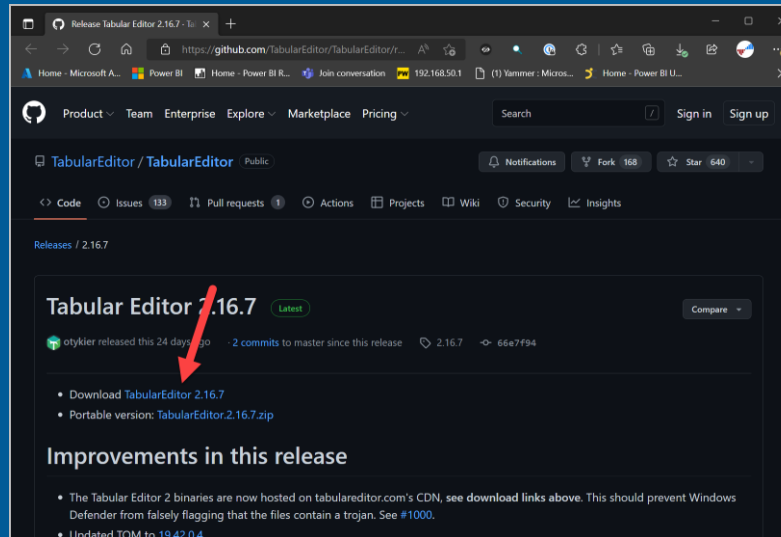 Release Tabular Editor 2.16.7 · Ta
https://github.com/TabularEditor/TabularEditor/r...
Home - Microsoft A... Power BI Home - Power BI R... Join conversation 192.168.50.1 (1) Yammer : Micros... Home - Power BI U...
Product Team Enterprise Explore Marketplace Pricing Search / Sign in Sign up
TabularEditor / TabularEditor Public Notifications Fork 168 Star 640
Code Issues 133 Pull requests 1 Actions Projects Wiki Security Insights
Releases / 2.16.7
Tabular Editor 2.16.7 Latest Compare
otykier released this 24 days ago · 2 commits to master since this release 2.16.7 66e7f94
• Download TabularEditor 2.16.7
• Portable version: TabularEditor.2.16.7.zip
Improvements in this release
• The Tabular Editor 2 binaries are now hosted on tabulareditor.com's CDN, see download links above. This should prevent Windows
Defender from falsely flagging that the files contain a trojan. See #1000.
• Updated TOM to 19.42.0.4